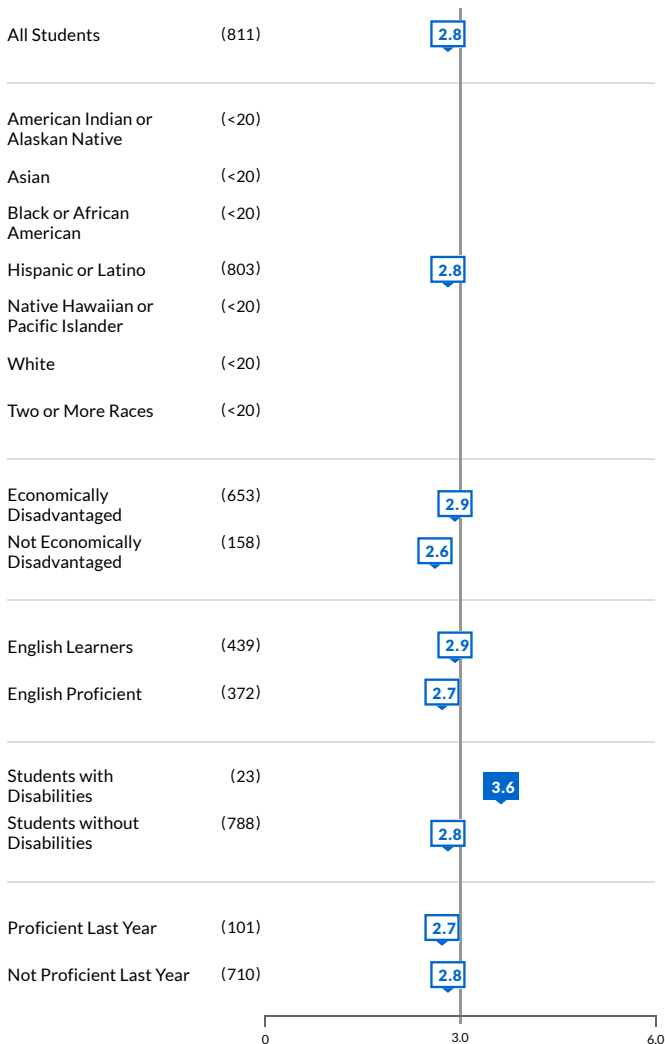 All Students (811) 2.8
American Indian or (<20)
Alaskan Native
Asian (<20)
Black or African (<20)
American
Hispanic or Latino (803) 2.8
Native Hawaiian or (<20)
Pacific Islander
White (<20)
Two or More Races (<20)
Economically (653) 2.9
Disadvantaged
Not Economically (158) 2.6
Disadvantaged
English Learners (439) 2.9
English Proficient (372) 2.7
Students with (23) 3.6
Disabilities
Students without (788) 2.8
Disabilities
Proficient Last Year (101) 2.7
Not Proficient Last Year (710) 2.8
0 3.0 6.0